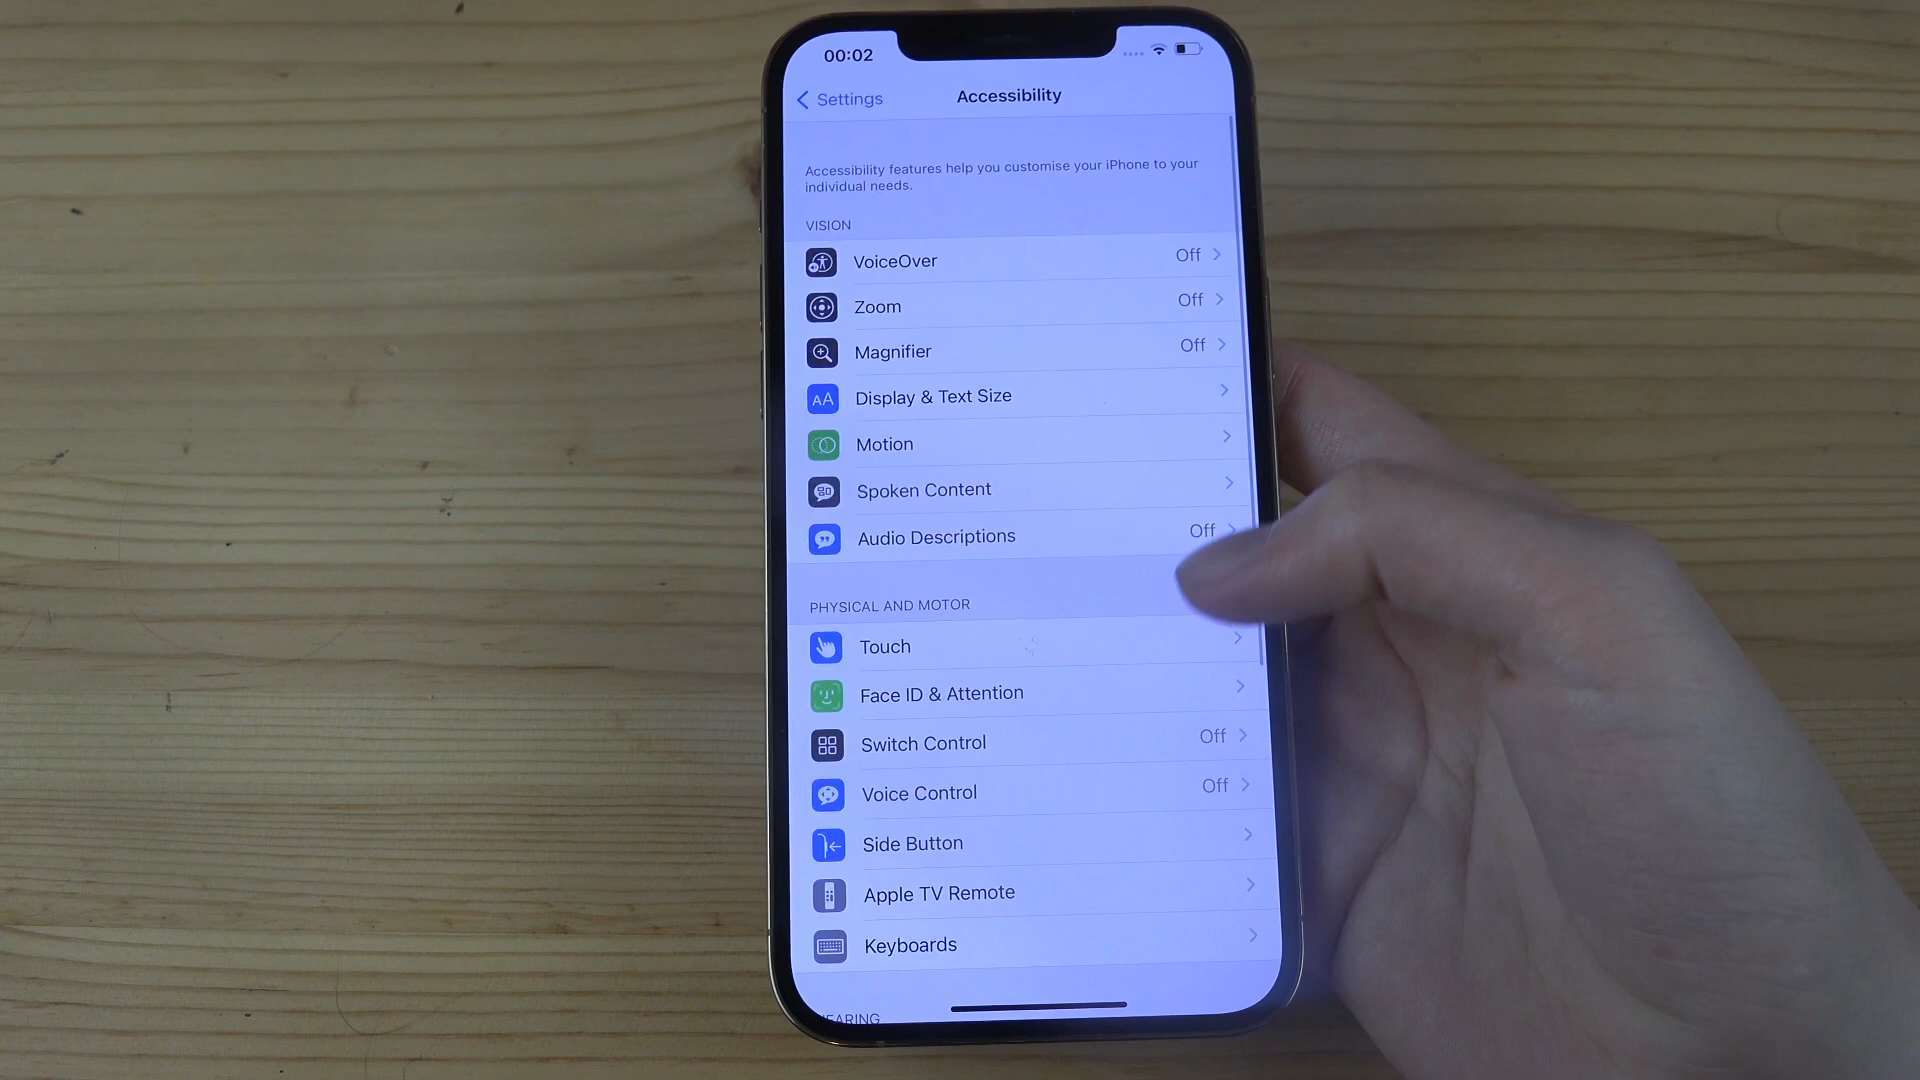 00:02
Settings
Accessibility
Accessibility features help you customise your iPhone to your
individual needs.
VISION
VoiceOver Off
Zoom Off
Magnifier Off
AA Display & Text Size
Motion
Spoken Content
Audio Descriptions Off
PHYSICAL AND MOTOR
Touch
Face ID & Attention
Switch Control Off
Voice Control Off
Side Button
Apple TV Remote
Keyboards
HEARING